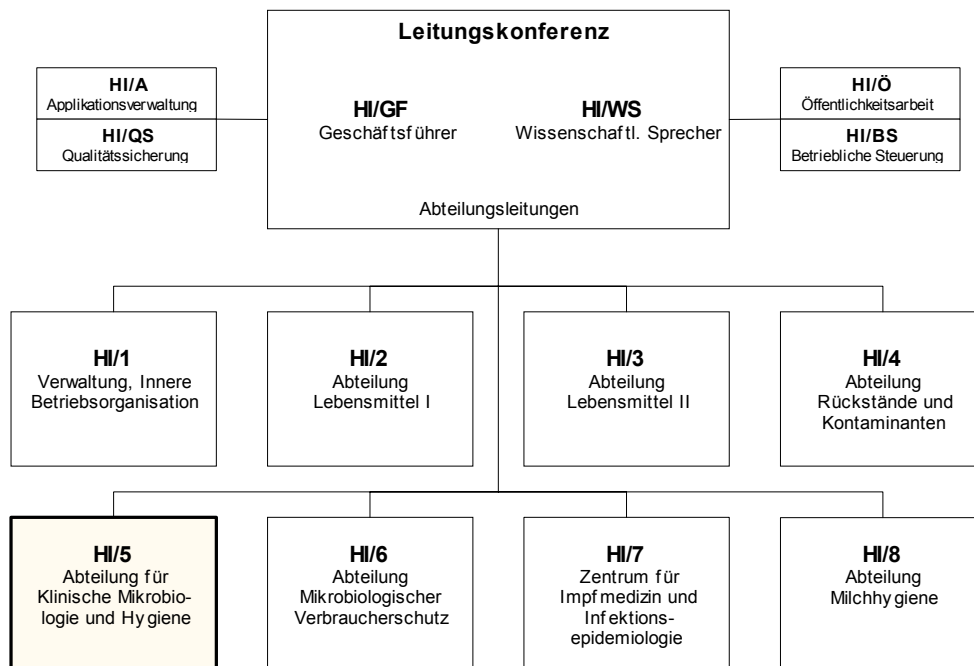 Leitungskonferenz
HI/A
Applikationsverwaltung
HI/QS
Qualitätssicherung
HI/GF
Geschäftsführer
HI/WS
Wissenschaftl. Sprecher
HI/Ö
Öffentlichkeitsarbeit
HI/BS
Betriebliche Steuerung
Abteilungsleitungen
HI/1
Verwaltung, Innere
Betriebsorganisation
HI/2
Abteilung
Lebensmittel I
HI/3
Abteilung
Lebensmittel II
HI/4
Abteilung
Rückstände und
Kontaminanten
HI/5
Abteilung für
Klinische Mikrobio-
logie und Hygiene
HI/6
Abteilung
Mikrobiologischer
Verbraucherschutz
HI/7
Zentrum für
Impfmedizin und
Infektions-
epidemiologie
HI/8
Abteilung
Milchhygiene